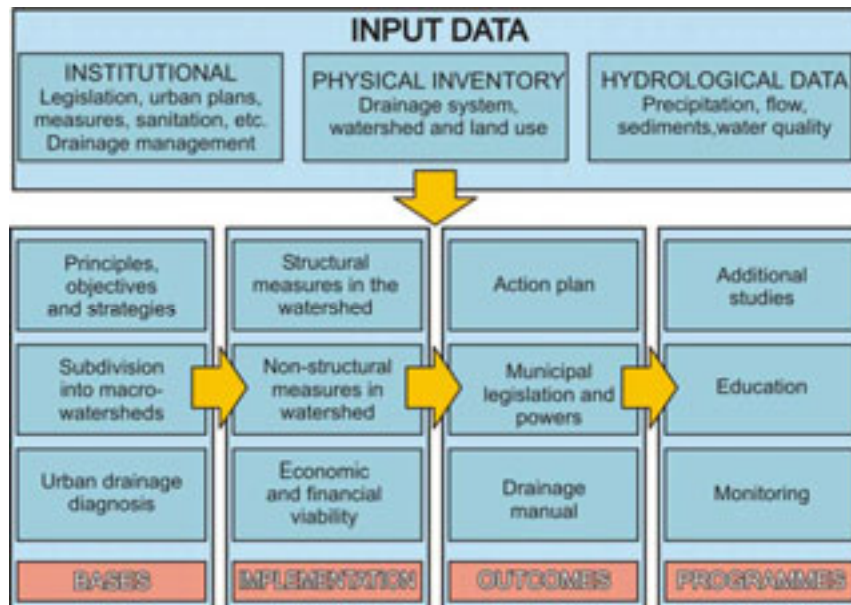 INPUT DATA
INSTITUTIONAL
Legislation, urban plans,
measures, sanitation, etc.
Drainage management
PHYSICAL INVENTORY
Drainage system,
watershed and land use
HYDROLOGICAL DATA
Precipitation, flow,
sediments,water quality
Principles,
objectives
and strategies
Subdivision
into macro-
watersheds
Urban drainage
diagnosis
BASES
Structural
measures in the
watershed
Non-structural
measures in
watershed
Economic
and financial
viability
IMPLEMENTATION
Action plan
Municipal
legislation and
powers
Drainage
manual
OUTCOMES
Additional
studies
Education
Monitoring
PROGRAMMES